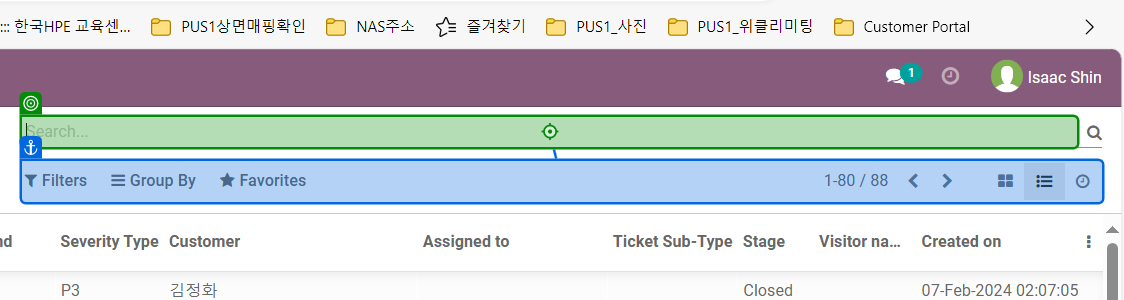 ::: 한국HPE 교육센... PUS1상면매핑확인 NAS주소 즐겨찾기 PUS1_사진 PUS1_위클리미팅 Customer Portal
1 Isaac Shin
Search...
Filters Group By Favorites 1-80 / 88
nd Severity Type Customer Assigned to Ticket Sub-Type Stage Visitor na... Created on
P3 김정화 Closed 07-Feb-2024 02:07:05